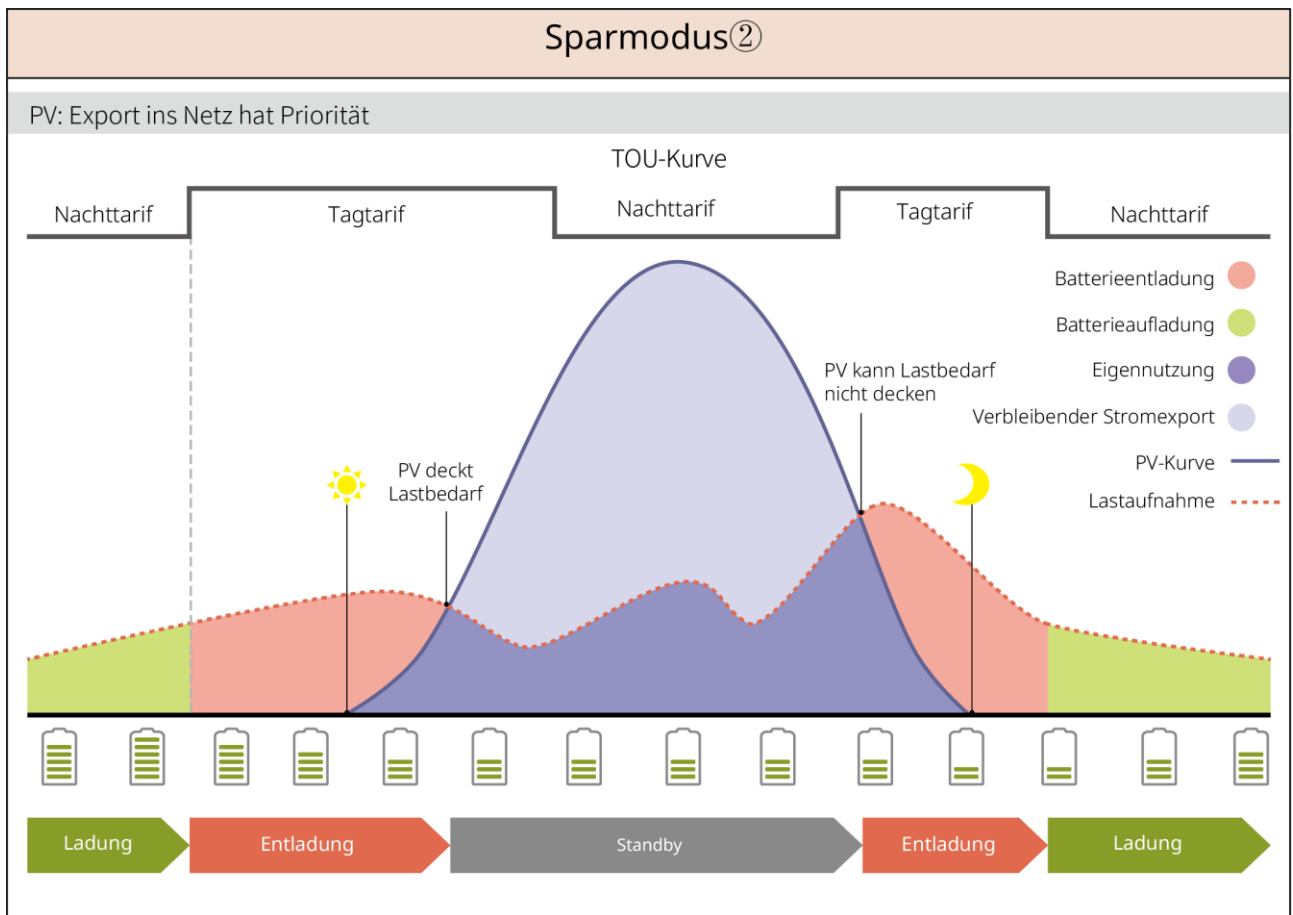 Sparmodus②
PV: Export ins Netz hat Priorität
TOU-Kurve
Nachttarif
Tagtarif
Nachttarif
Tagtarif
Nachttarif
Batterieentladung
Batterieaufladung
Eigennutzung
Verbleibender Stromexport
PV-Kurve
Lastaufnahme
PV kann Lastbedarf
nicht decken
PV deckt
Lastbedarf
Ladung
Entladung
Standby
Entladung
Ladung